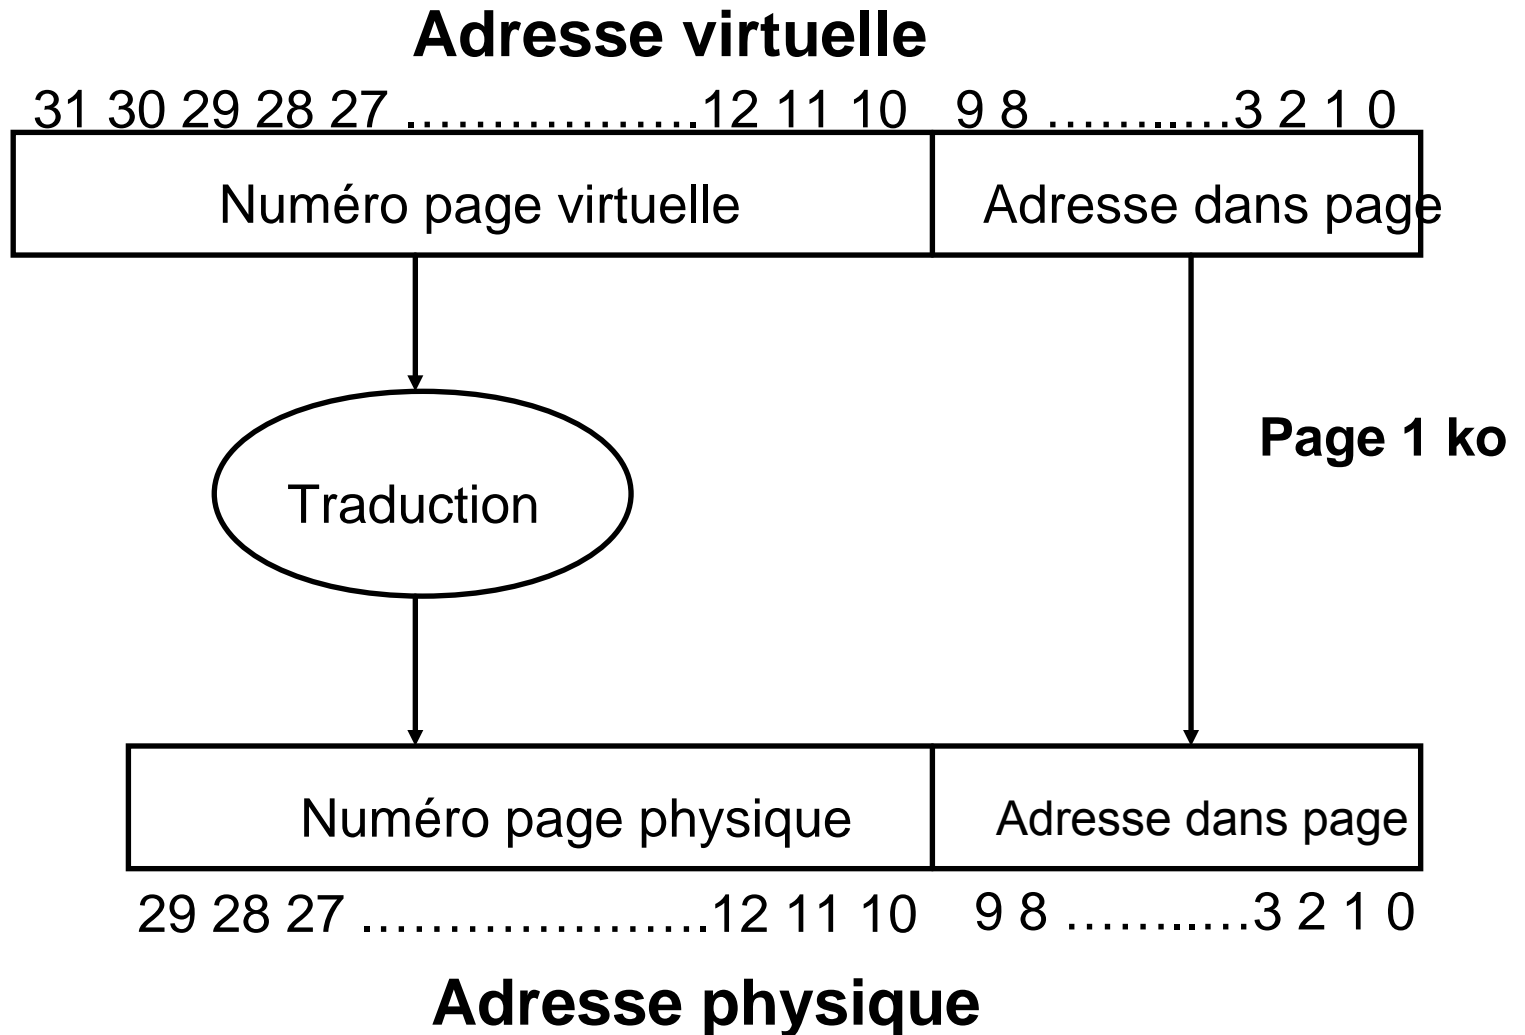 Adresse virtuelle
31 30 29 28 27 .................12 11 10 9 8 ...........3 2 1 0
Numéro page virtuelle Adresse dans page
Page 1 ko
Traduction
Numéro page physique Adresse dans page
29 28 27 ....................12 11 10 9 8 ...........3 2 1 0
Adresse physique